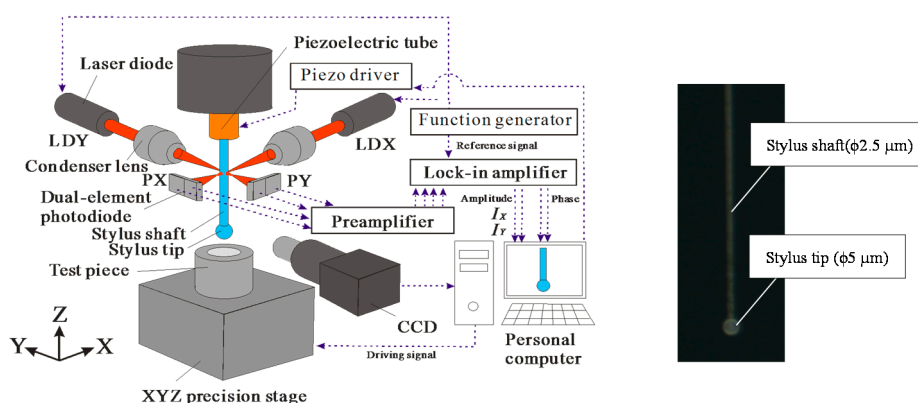 Piezoelectric tube
Laser diode
Piezo driver
LDY
LDX
Function generator
Condenser lens
Reference signal
PX
PY
Lock-in amplifier
Dual-element
photodiode
Amplitude
Phase
Preamplifier
I_X
I_Y
Stylus shaft
Stylus tip
Test piece
CCD
Z
Y
X
Driving signal
Personal
computer
XYZ precision stage
Stylus shaft(ϕ2.5 μm)
Stylus tip (ϕ5 μm)